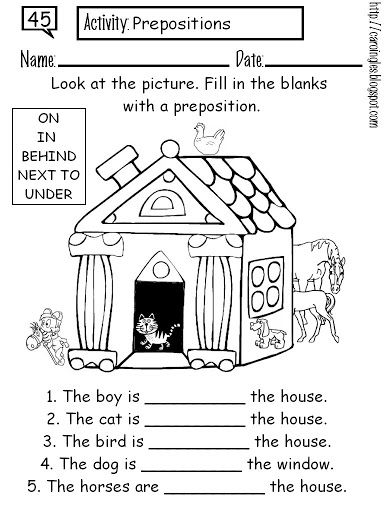 45
Activity: Prepositions
http://carolingles.blogspot.com
Name: Date:
Look at the picture. Fill in the blanks
with a preposition.
ON
IN
BEHIND
NEXT TO
UNDER
1. The boy is __________ the house.
2. The cat is __________ the house.
3. The bird is __________ the house.
4. The dog is __________ the window.
5. The horses are __________ the house.